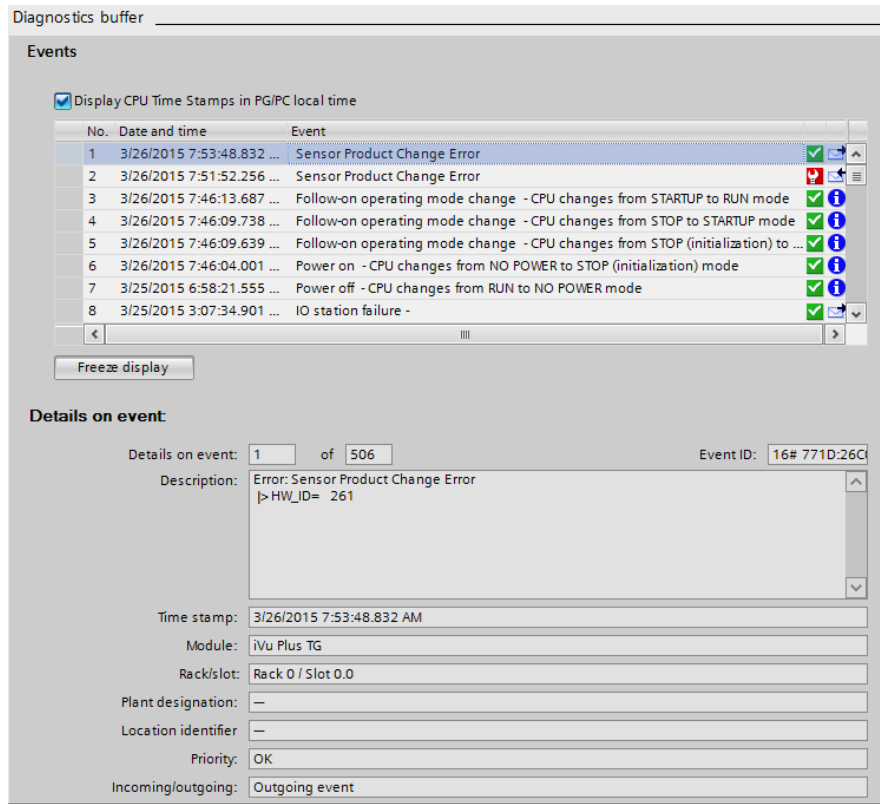 Diagnostics buffer
Events
Display CPU Time Stamps in PG/PC local time
No. Date and time Event
1 3/26/2015 7:53:48.832 ... Sensor Product Change Error
2 3/26/2015 7:51:52.256 ... Sensor Product Change Error
3 3/26/2015 7:46:13.687 ... Follow-on operating mode change - CPU changes from STARTUP to RUN mode
4 3/26/2015 7:46:09.738 ... Follow-on operating mode change - CPU changes from STOP to STARTUP mode
5 3/26/2015 7:46:09.639 ... Follow-on operating mode change - CPU changes from STOP (initialization) to ...
6 3/26/2015 7:46:04.001 ... Power on - CPU changes from NO POWER to STOP (initialization) mode
7 3/25/2015 6:58:21.555 ... Power off - CPU changes from RUN to NO POWER mode
8 3/25/2015 3:07:34.901 ... IO station failure -
Freeze display
Details on event:
Details on event: 1 of 506 Event ID: 16# 771D:26C
Description: Error: Sensor Product Change Error
|> HW_ID= 261
Time stamp: 3/26/2015 7:53:48.832 AM
Module: iVu Plus TG
Rack/slot: Rack 0 / Slot 0.0
Plant designation: ---
Location identifier ---
Priority: OK
Incoming/outgoing: Outgoing event